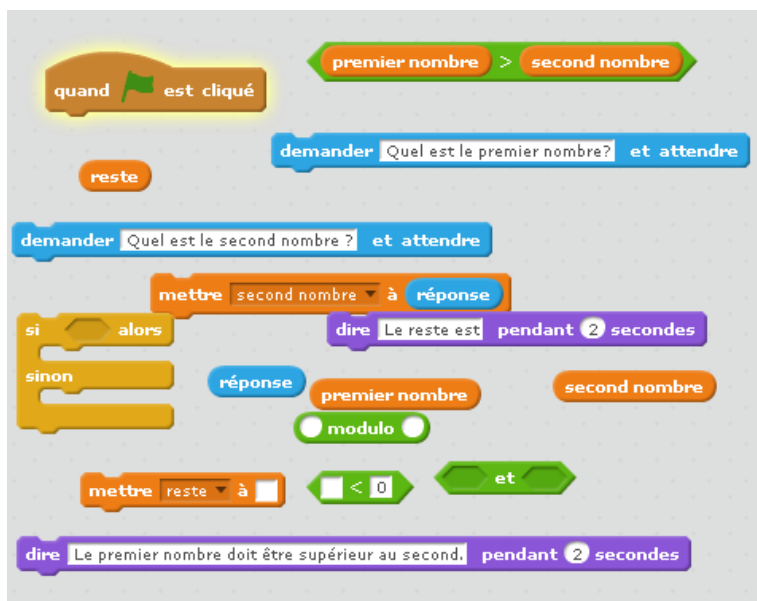 quand est cliqué
premier nombre > second nombre
demander Quel est le premier nombre? et attendre
reste
demander Quel est le second nombre ? et attendre
mettre second nombre à réponse
si alors
sinon
dire Le reste est pendant 2 secondes
réponse
premier nombre
second nombre
modulo
mettre reste à
< 0
et
dire Le premier nombre doit être supérieur au second. pendant 2 secondes